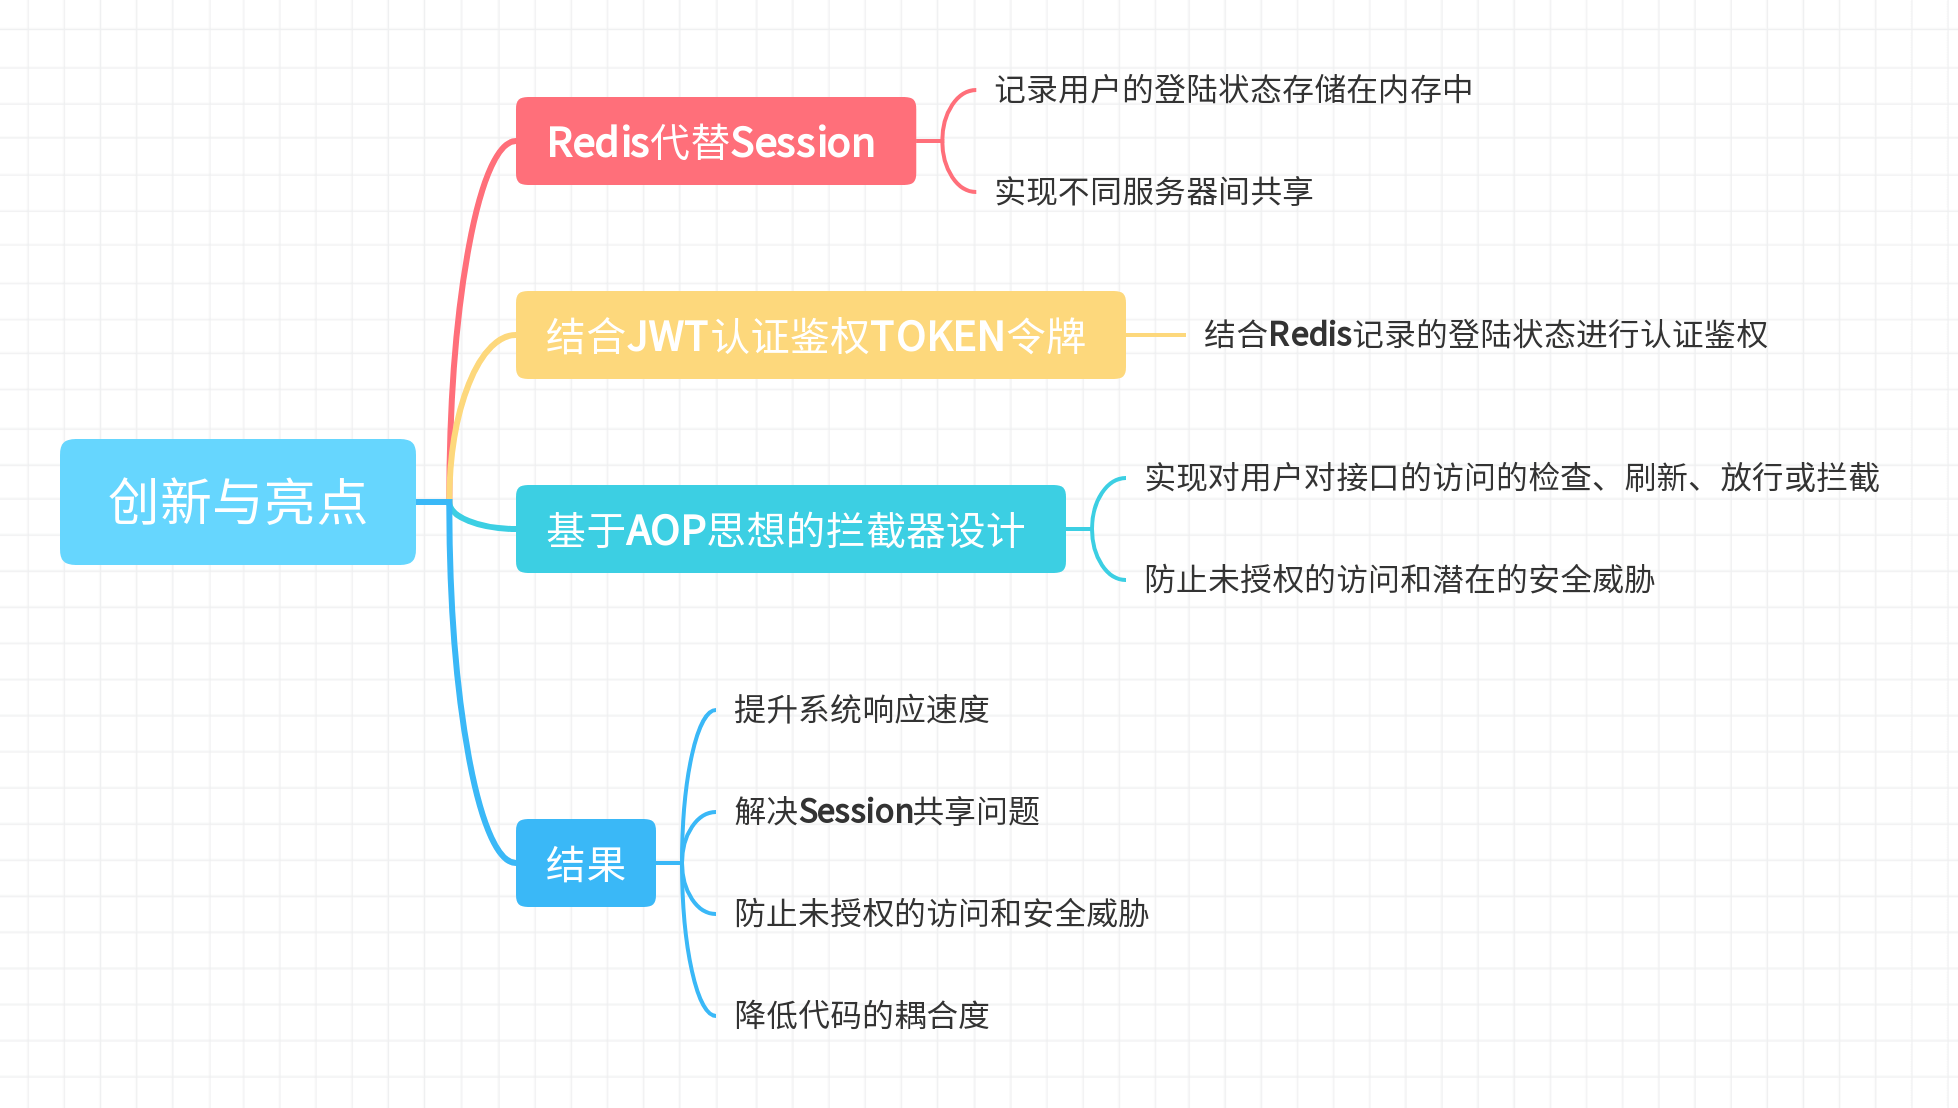 创新与亮点
Redis代替Session
记录用户的登陆状态存储在内存中
实现不同服务器间共享
结合JWT认证鉴权TOKEN令牌
结合Redis记录的登陆状态进行认证鉴权
基于AOP思想的拦截器设计
实现对用户对接口的访问的检查、刷新、放行或拦截
防止未授权的访问和潜在的安全威胁
结果
提升系统响应速度
解决Session共享问题
防止未授权的访问和安全威胁
降低代码的耦合度